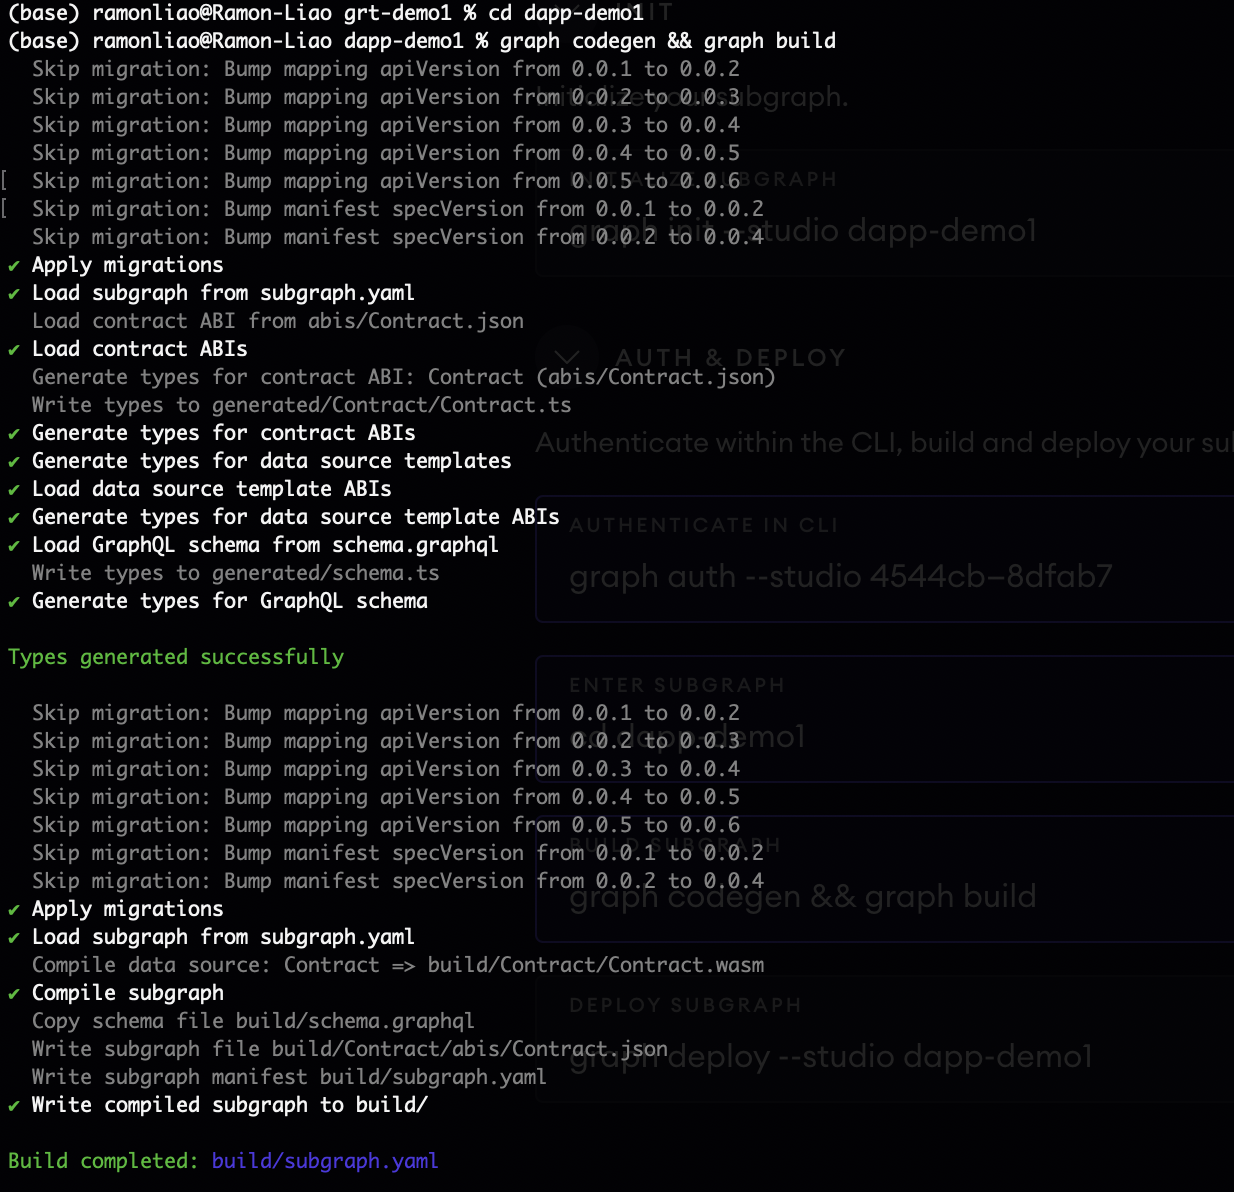 (base) ramonliao@Ramon-Liao grt-demo1 % cd dapp-demo1
(base) ramonliao@Ramon-Liao dapp-demo1 % graph codegen && graph build
Skip migration: Bump mapping apiVersion from 0.0.1 to 0.0.2
Skip migration: Bump mapping apiVersion from 0.0.2 to 0.0.3
Skip migration: Bump mapping apiVersion from 0.0.3 to 0.0.4
Skip migration: Bump mapping apiVersion from 0.0.4 to 0.0.5
[ Skip migration: Bump mapping apiVersion from 0.0.5 to 0.0.6
[ Skip migration: Bump manifest specVersion from 0.0.1 to 0.0.2
Skip migration: Bump manifest specVersion from 0.0.2 to 0.0.4
✔ Apply migrations
✔ Load subgraph from subgraph.yaml
Load contract ABI from abis/Contract.json
✔ Load contract ABIs
Generate types for contract ABI: Contract (abis/Contract.json)
Write types to generated/Contract/Contract.ts
✔ Generate types for contract ABIs
✔ Generate types for data source templates
✔ Load data source template ABIs
✔ Generate types for data source template ABIs
✔ Load GraphQL schema from schema.graphql
Write types to generated/schema.ts
✔ Generate types for GraphQL schema
Types generated successfully
Skip migration: Bump mapping apiVersion from 0.0.1 to 0.0.2
Skip migration: Bump mapping apiVersion from 0.0.2 to 0.0.3
Skip migration: Bump mapping apiVersion from 0.0.3 to 0.0.4
Skip migration: Bump mapping apiVersion from 0.0.4 to 0.0.5
Skip migration: Bump mapping apiVersion from 0.0.5 to 0.0.6
Skip migration: Bump manifest specVersion from 0.0.1 to 0.0.2
Skip migration: Bump manifest specVersion from 0.0.2 to 0.0.4
✔ Apply migrations
✔ Load subgraph from subgraph.yaml
Compile data source: Contract => build/Contract/Contract.wasm
✔ Compile subgraph
Copy schema file build/schema.graphql
Write subgraph file build/Contract/abis/Contract.json
Write subgraph manifest build/subgraph.yaml
✔ Write compiled subgraph to build/
Build completed: build/subgraph.yaml
INIT
Initialize your subgraph.
INITIALIZE SUBGRAPH
graph init --studio dapp-demo1
AUTH & DEPLOY
Authenticate within the CLI, build and deploy your
AUTHENTICATE IN CLI
graph auth --studio 4544cb–8dfab7
ENTER SUBGRAPH
cd dapp-demo1
BUILD SUBGRAPH
graph codegen && graph build
DEPLOY SUBGRAPH
graph deploy --studio dapp-demo1